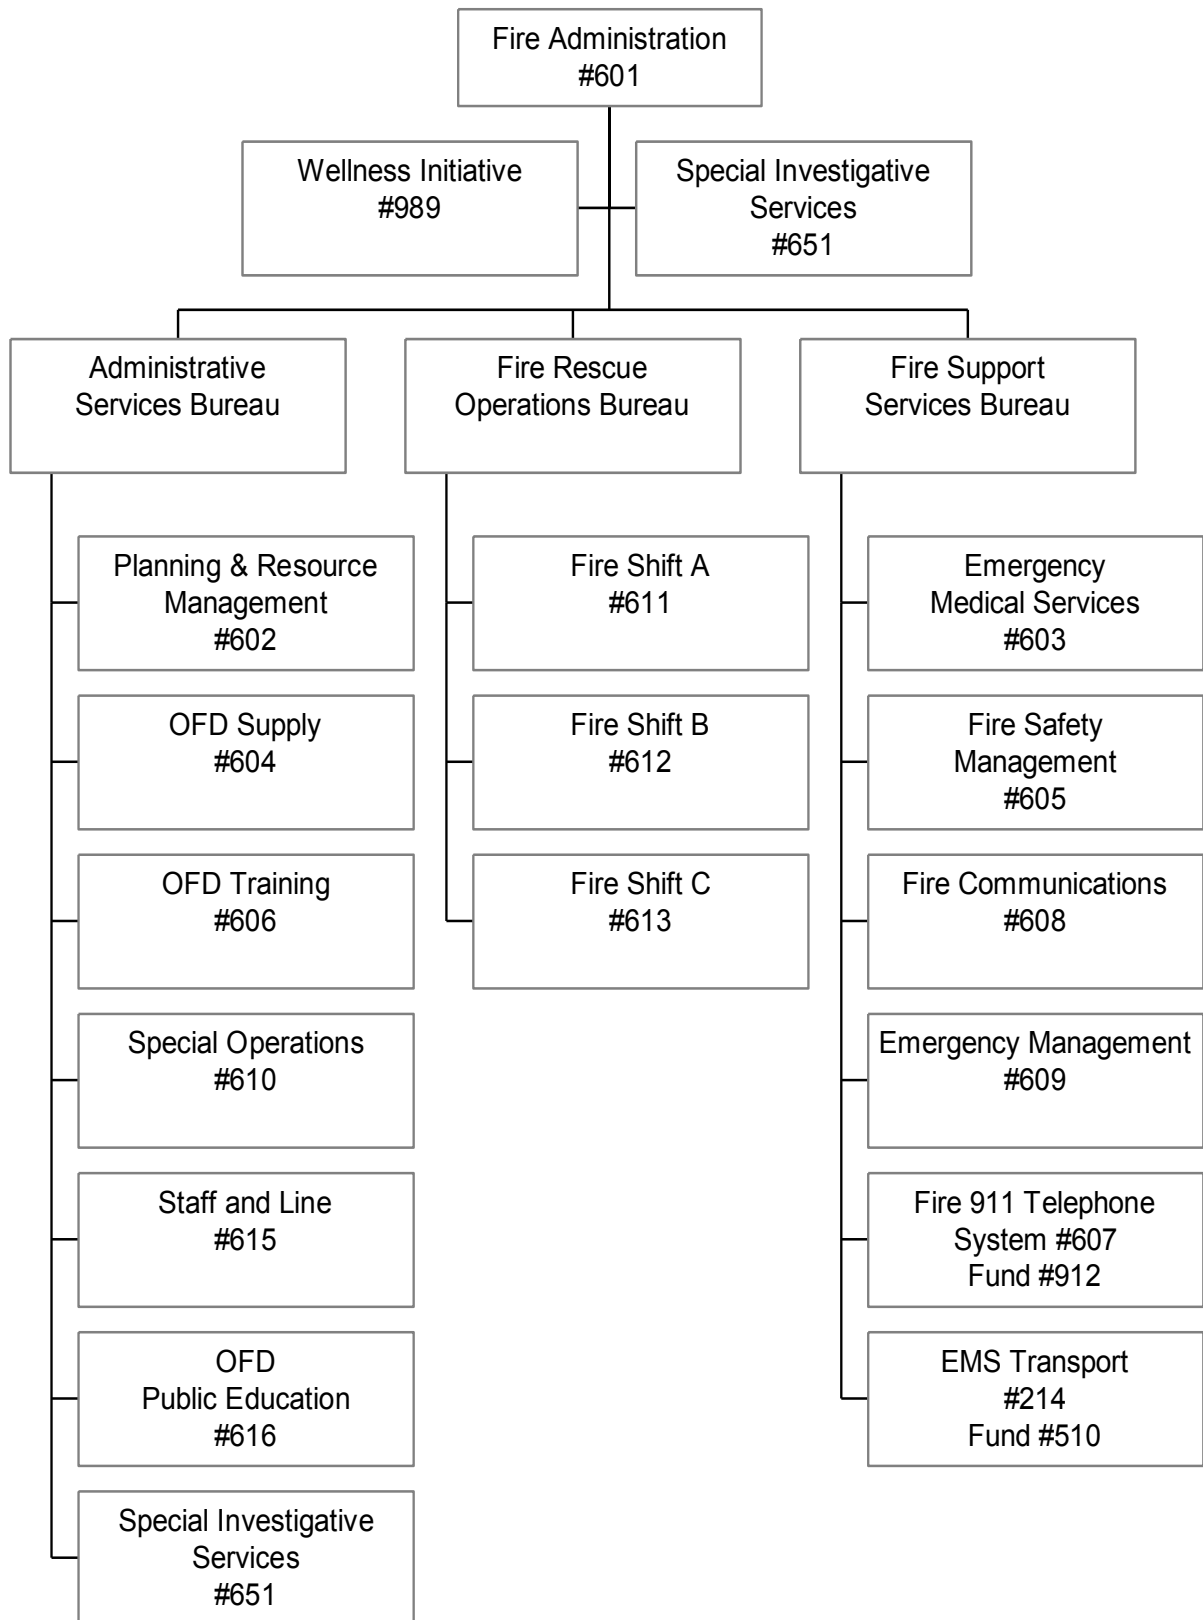 Fire Administration
#601
Wellness Initiative
#989
Special Investigative
Services
#651
Administrative
Services Bureau
Fire Rescue
Operations Bureau
Fire Support
Services Bureau
Planning & Resource
Management
#602
OFD Supply
#604
OFD Training
#606
Special Operations
#610
Staff and Line
#615
OFD
Public Education
#616
Special Investigative
Services
#651
Fire Shift A
#611
Fire Shift B
#612
Fire Shift C
#613
Emergency
Medical Services
#603
Fire Safety
Management
#605
Fire Communications
#608
Emergency Management
#609
Fire 911 Telephone
System #607
Fund #912
EMS Transport
#214
Fund #510